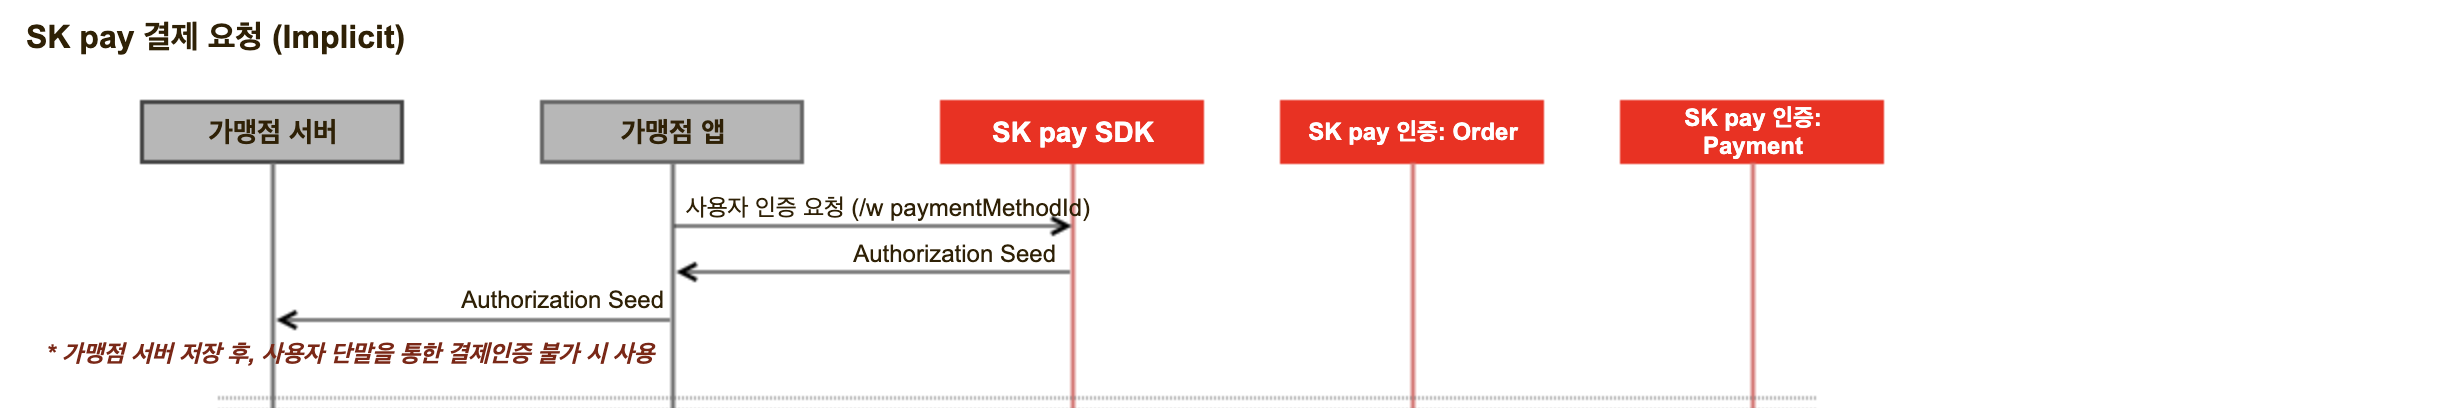 SK pay 결제 요청 (Implicit)
가맹점 서버
가맹점 앱
SK pay SDK
SK pay 인증: Order
SK pay 인증:
Payment
사용자 인증 요청 (/w paymentMethodId)
Authorization Seed
Authorization Seed
* 가맹점 서버 저장 후, 사용자 단말을 통한 결제인증 불가 시 사용